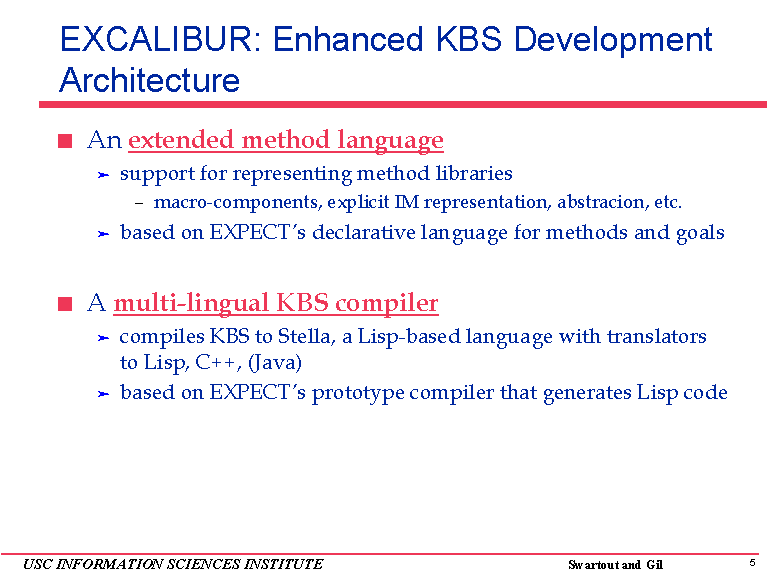 EXCALIBUR: Enhanced KBS Development
Architecture
An extended method language
support for representing method libraries
– macro-components, explicit IM representation, abstracion, etc.
based on EXPECT's declarative language for methods and goals
A multi-lingual KBS compiler
compiles KBS to Stella, a Lisp-based language with translators
to Lisp, C++, (Java)
based on EXPECT's prototype compiler that generates Lisp code
USC INFORMATION SCIENCES INSTITUTE Swartout and Gil 5